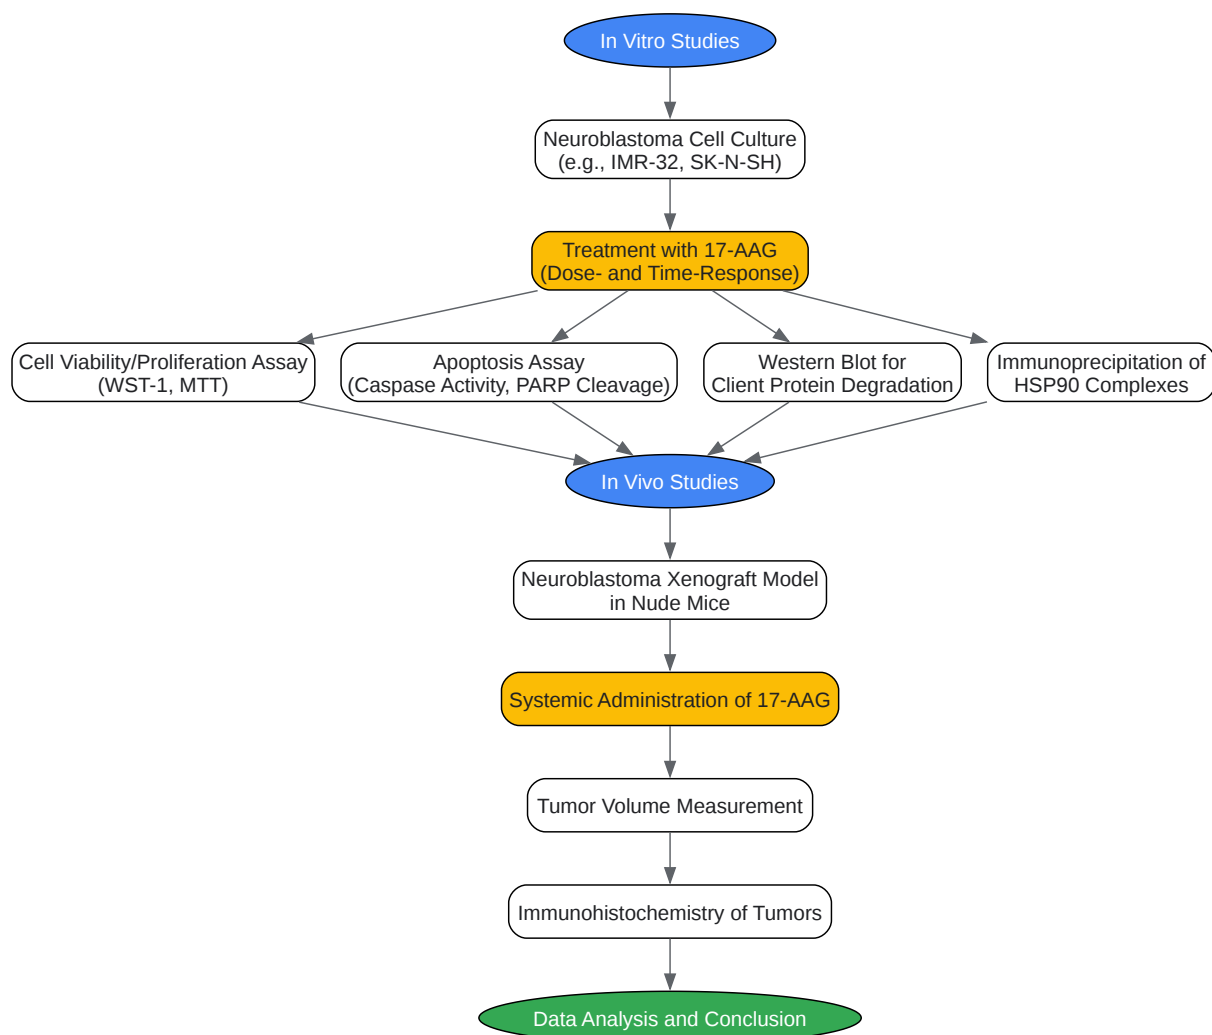 In Vitro Studies
Neuroblastoma Cell Culture
(e.g., IMR-32, SK-N-SH)
Treatment with 17-AAG
(Dose- and Time-Response)
Cell Viability/Proliferation Assay
(WST-1, MTT)
Apoptosis Assay
(Caspase Activity, PARP Cleavage)
Western Blot for
Client Protein Degradation
Immunoprecipitation of
HSP90 Complexes
In Vivo Studies
Neuroblastoma Xenograft Model
in Nude Mice
Systemic Administration of 17-AAG
Tumor Volume Measurement
Immunohistochemistry of Tumors
Data Analysis and Conclusion